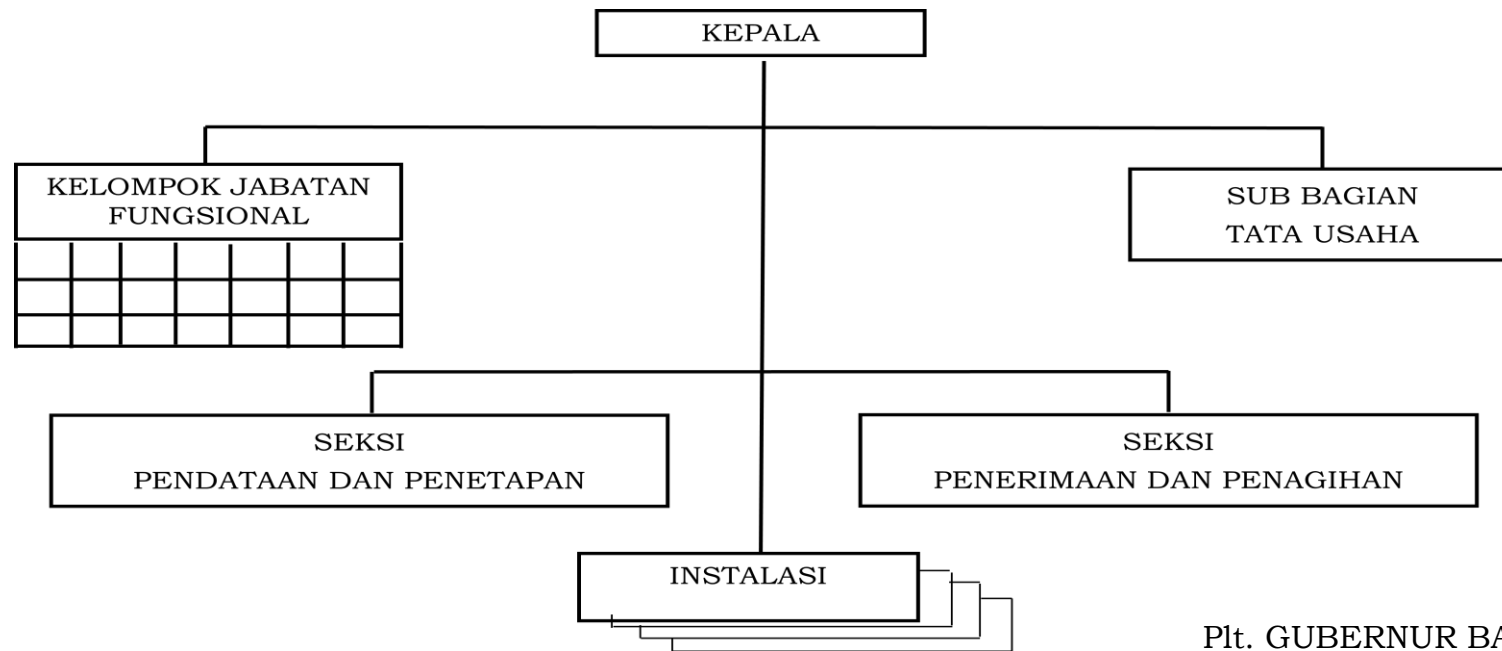 KEPALA
KELOMPOK JABATAN
FUNGSIONAL
SUB BAGIAN
TATA USAHA
SEKSI
PENDATAAN DAN PENETAPAN
SEKSI
PENERIMAAN DAN PENAGIHAN
INSTALASI
Plt. GUBERNUR BA